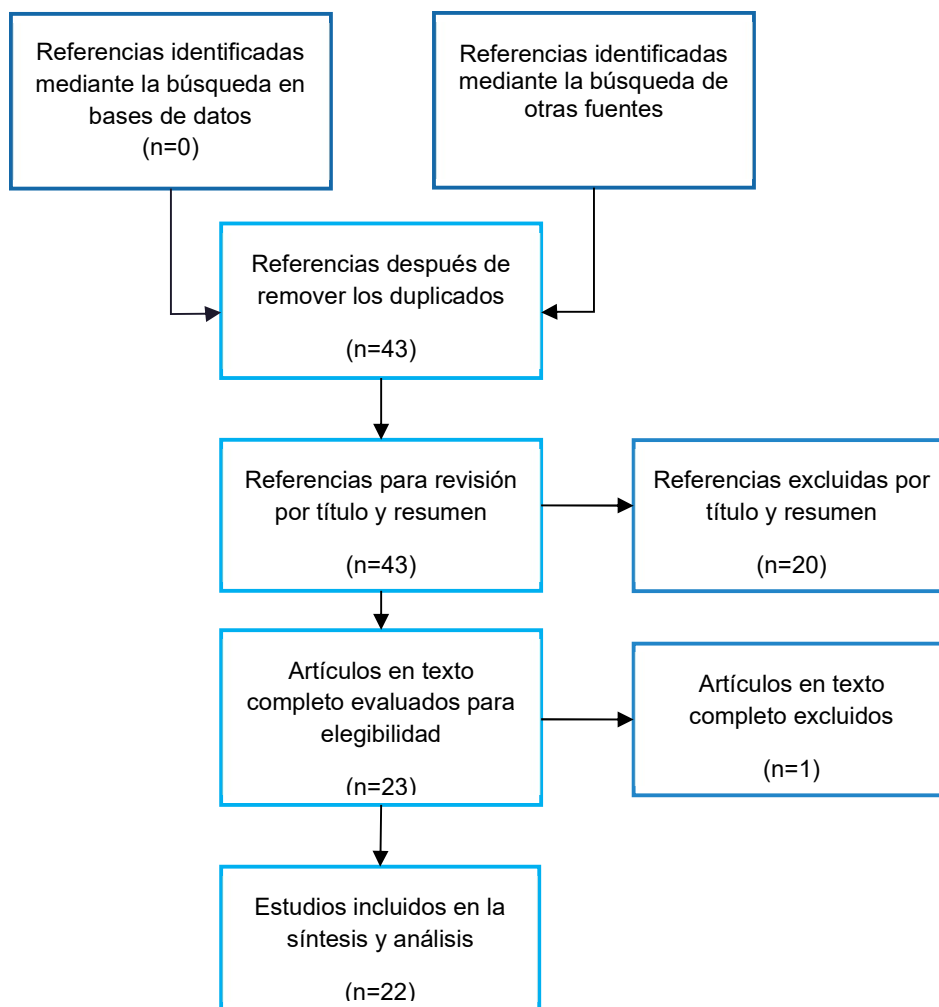 Referencias identificadas
mediante la búsqueda en
bases de datos
(n=0)
Referencias identificadas
mediante la búsqueda de
otras fuentes
Referencias después de
remover los duplicados
(n=43)
Referencias para revisión
por título y resumen
(n=43)
Referencias excluidas por
título y resumen
(n=20)
Artículos en texto
completo evaluados para
elegibilidad
(n=23)
Artículos en texto
completo excluidos
(n=1)
Estudios incluidos en la
síntesis y análisis
(n=22)